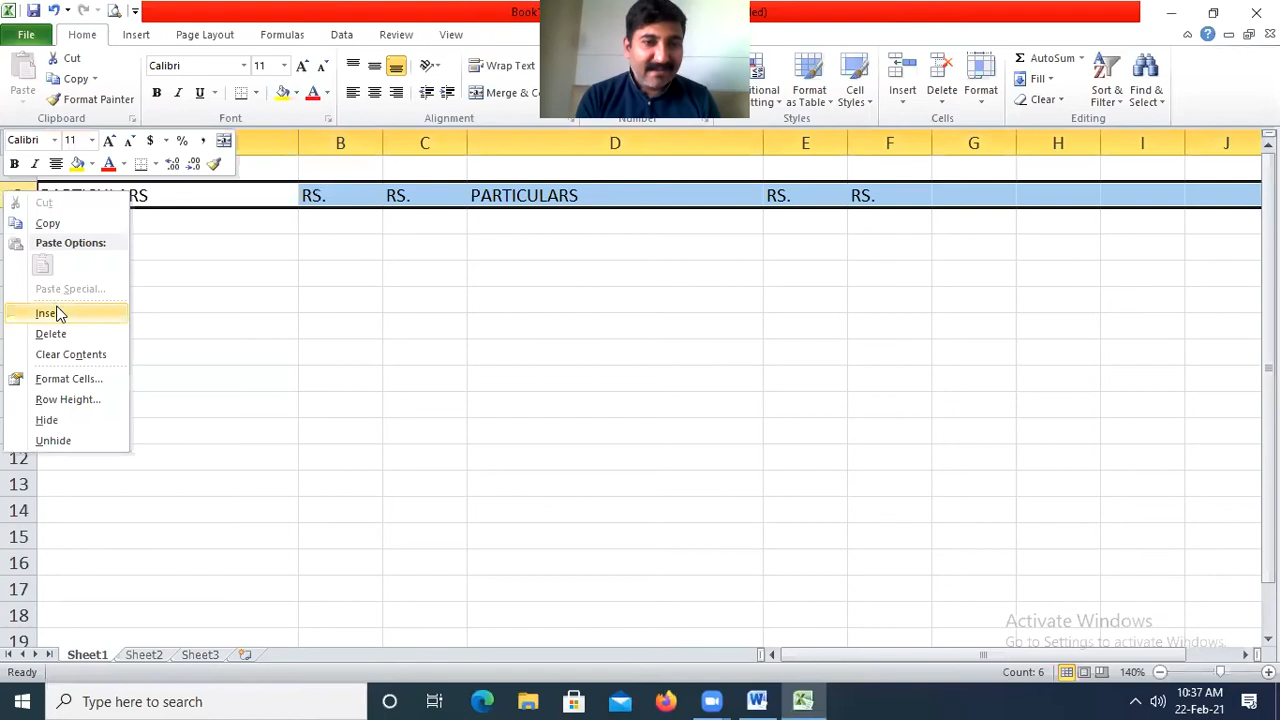 Book
ed)
File Home Insert Page Layout Formulas Data Review View
Cut
Copy
Format Painter
Paste
Clipboard
Calibri 11
B I U A
Font
Wrap Text
Merge & C
Alignment
Number
Format as Table
Cell Styles
Styles
Insert Delete Format
Cells
Σ AutoSum
Fill
Clear
Sort & Filter
Find & Select
Editing
Calibri 11 A A $ % ,
B I A
B C D E F G H I J
RS. RS. PARTICULARS RS. RS.
Cut
Copy
Paste Options:
Paste Special...
Delete
Clear Contents
Format Cells...
Row Height...
Hide
Unhide
12
13
14
15
16
17
18
19
Activate Windows
Go to Settings to activate Windows.
Sheet1 Sheet2 Sheet3
Ready
Count: 6
140%
Type here to search
10:37 AM
22-Feb-21